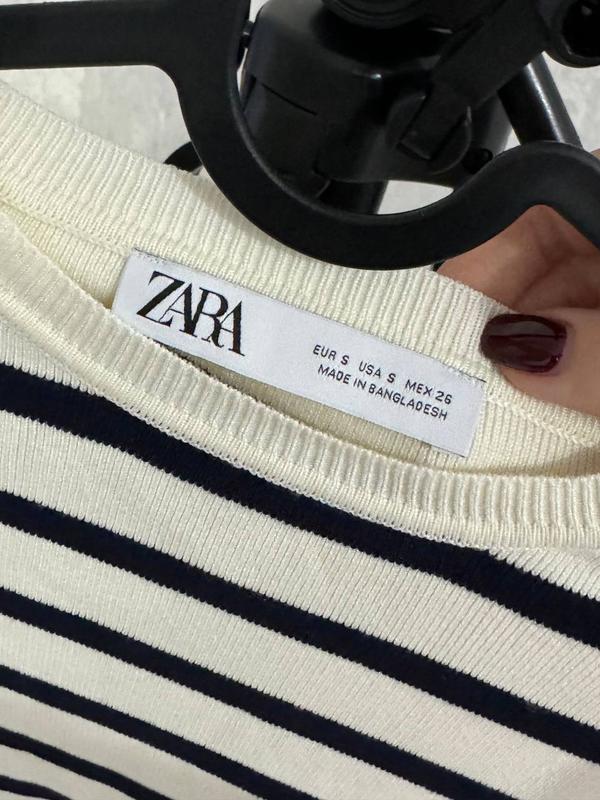 ZARA
EUR S USA S MEX 26
MADE IN BANGLADESH